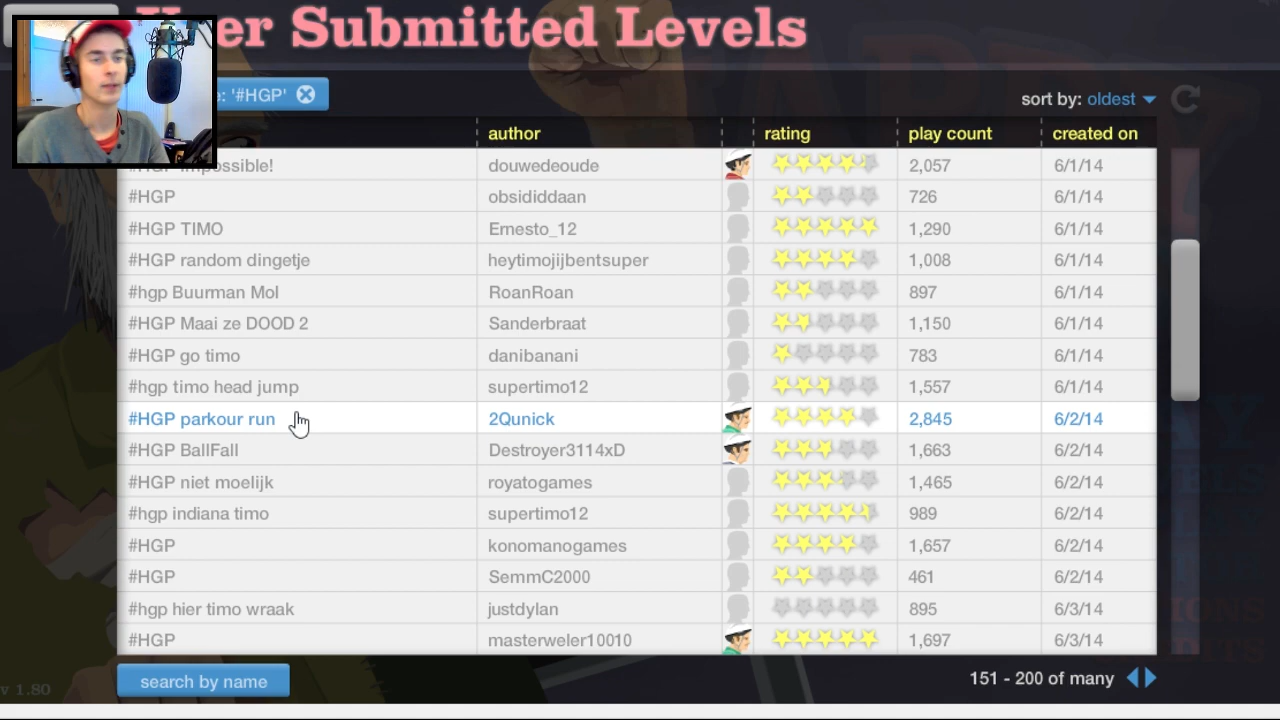 er Submitted Levels
e: '#HGP'
sort by: oldest
author rating play count created on
impossible! douwedeoude 2,057 6/1/14
#HGP obsididdaan 726 6/1/14
#HGP TIMO Ernesto_12 1,290 6/1/14
#HGP random dingetje heytimojijbentsuper 1,008 6/1/14
#hgp Buurman Mol RoanRoan 897 6/1/14
#HGP Maai ze DOOD 2 Sanderbraat 1,150 6/1/14
#HGP go timo danibanani 783 6/1/14
#hgp timo head jump supertimo12 1,557 6/1/14
#HGP parkour run 2Qunick 2,845 6/2/14
#HGP BallFall Destroyer3114xD 1,663 6/2/14
#HGP niet moelijk royatogames 1,465 6/2/14
#hgp indiana timo supertimo12 989 6/2/14
#HGP konomanogames 1,657 6/2/14
#HGP SemmC2000 461 6/2/14
#hgp hier timo wraak justdylan 895 6/3/14
#HGP masterweler10010 1,697 6/3/14
search by name
151 - 200 of many
v 1.80